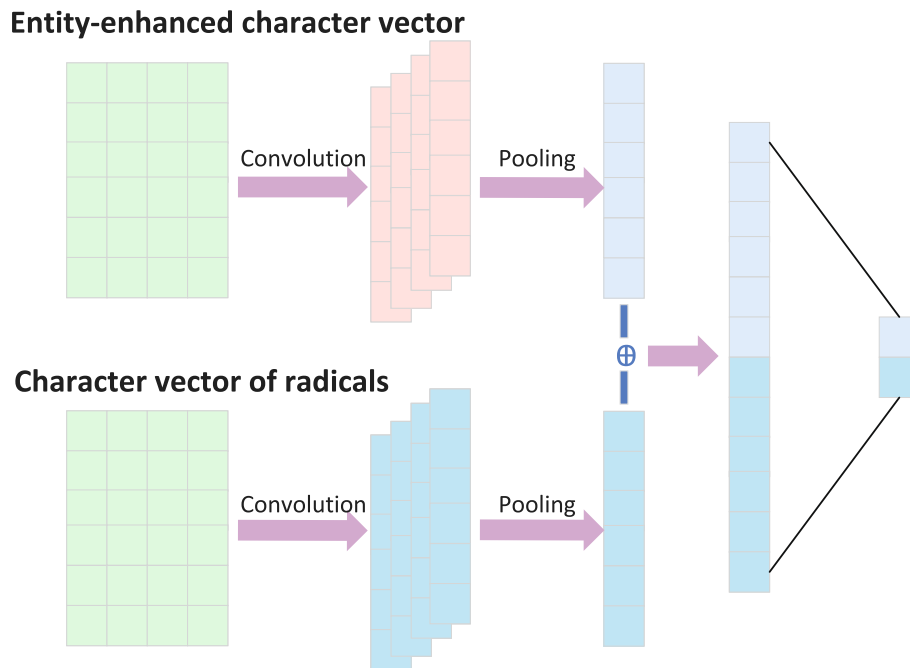 Entity-enhanced character vector
Convolution
Pooling
Character vector of radicals
Convolution
Pooling